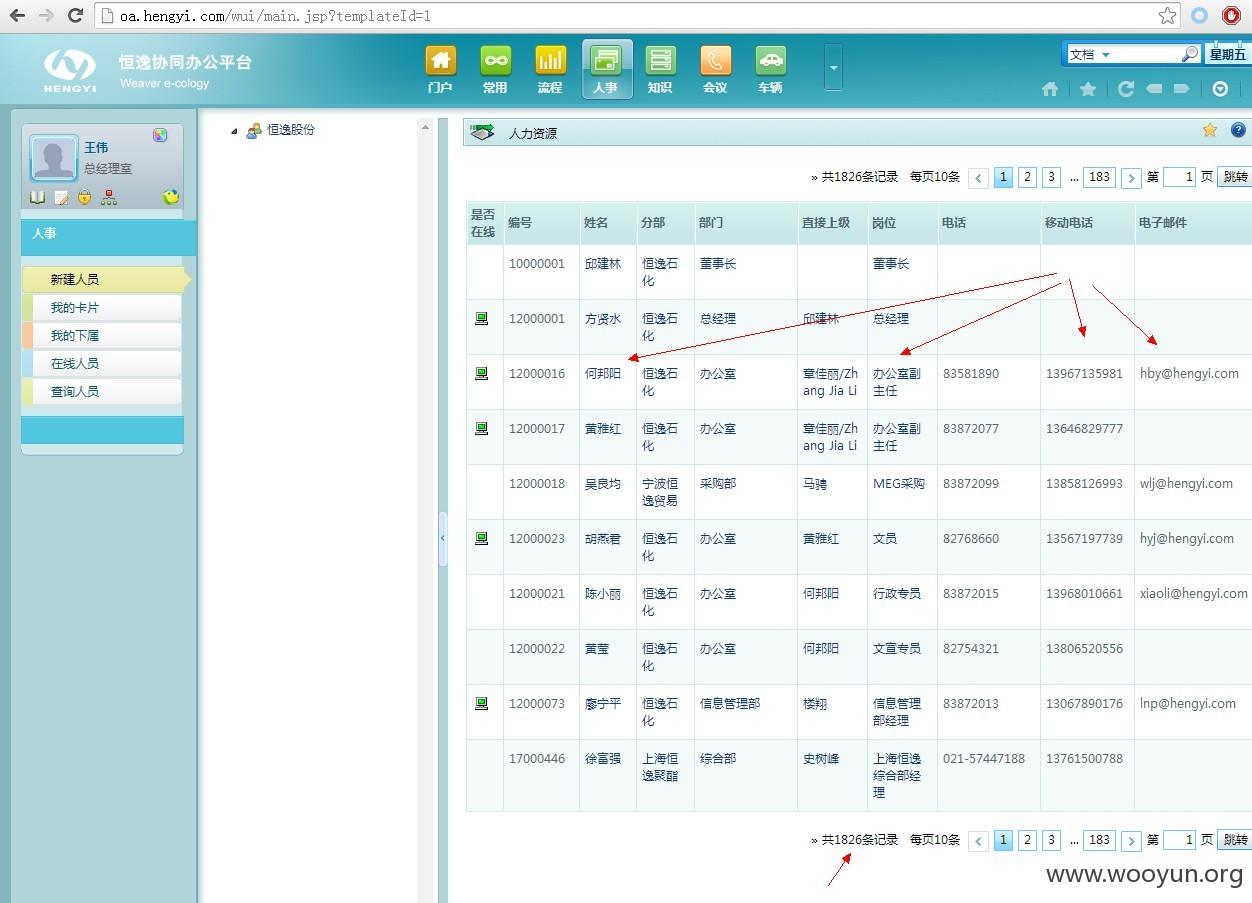 oa.hengyi.com/wui/main.jsp?templateId=1
HENGYI
恒逸协同办公平台
Weaver e-cology
门户 常用 流程 人事 知识 会议 车辆
文档
星期五
王伟
总经理室
人事
新建人员
我的卡片
我的下属
在线人员
查询人员
恒逸股份
人力资源
» 共1826条记录 每页10条 1 2 3 ... 183 第 1 页 跳转
是否在线 编号 姓名 分部 部门 直接上级 岗位 电话 移动电话 电子邮件
10000001 邱建林 恒逸石化 董事长 董事长
12000001 方贤水 恒逸石化 总经理 邱建林 总经理
12000016 何邦阳 恒逸石化 办公室 章佳丽/Zhang Jia Li 办公室副主任 83581890 13967135981 hby@hengyi.com
12000017 黄雅红 恒逸石化 办公室 章佳丽/Zhang Jia Li 办公室副主任 83872077 13646829777
12000018 吴良均 宁波恒逸贸易 采购部 马骋 MEG采购 83872099 13858126993 wlj@hengyi.com
12000023 胡燕君 恒逸石化 办公室 黄雅红 文员 82768660 13567197739 hyj@hengyi.com
12000021 陈小丽 恒逸石化 办公室 何邦阳 行政专员 83872015 13968010661 xiaoli@hengyi.com
12000022 黄莹 恒逸石化 办公室 何邦阳 文宣专员 82754321 13806520556
12000073 廖宁平 恒逸石化 信息管理部 楼翔 信息管理部经理 83872013 13067890176 lnp@hengyi.com
17000446 徐富强 上海恒逸聚酯 综合部 史树峰 上海恒逸综合部经理 021-57447188 13761500788
» 共1826条记录 每页10条 1 2 3 ... 183 第 1 页 跳转
www.wooyun.org